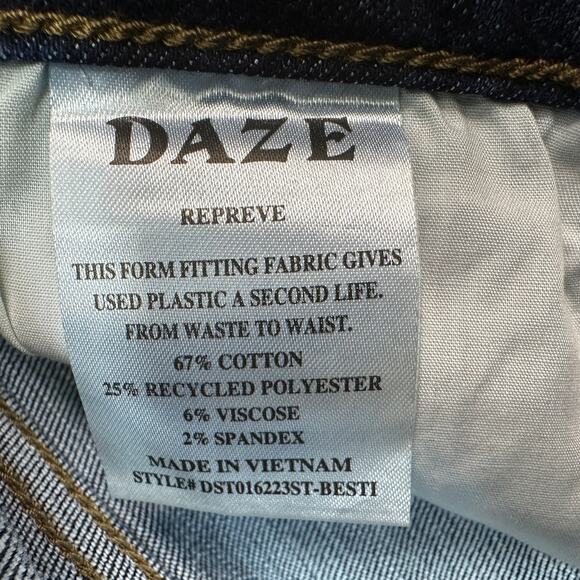 DAZE
REPREVE
THIS FORM FITTING FABRIC GIVES
USED PLASTIC A SECOND LIFE.
FROM WASTE TO WAIST.
67% COTTON
25% RECYCLED POLYESTER
6% VISCOSE
2% SPANDEX
MADE IN VIETNAM
STYLE# DST016223ST-BESTI